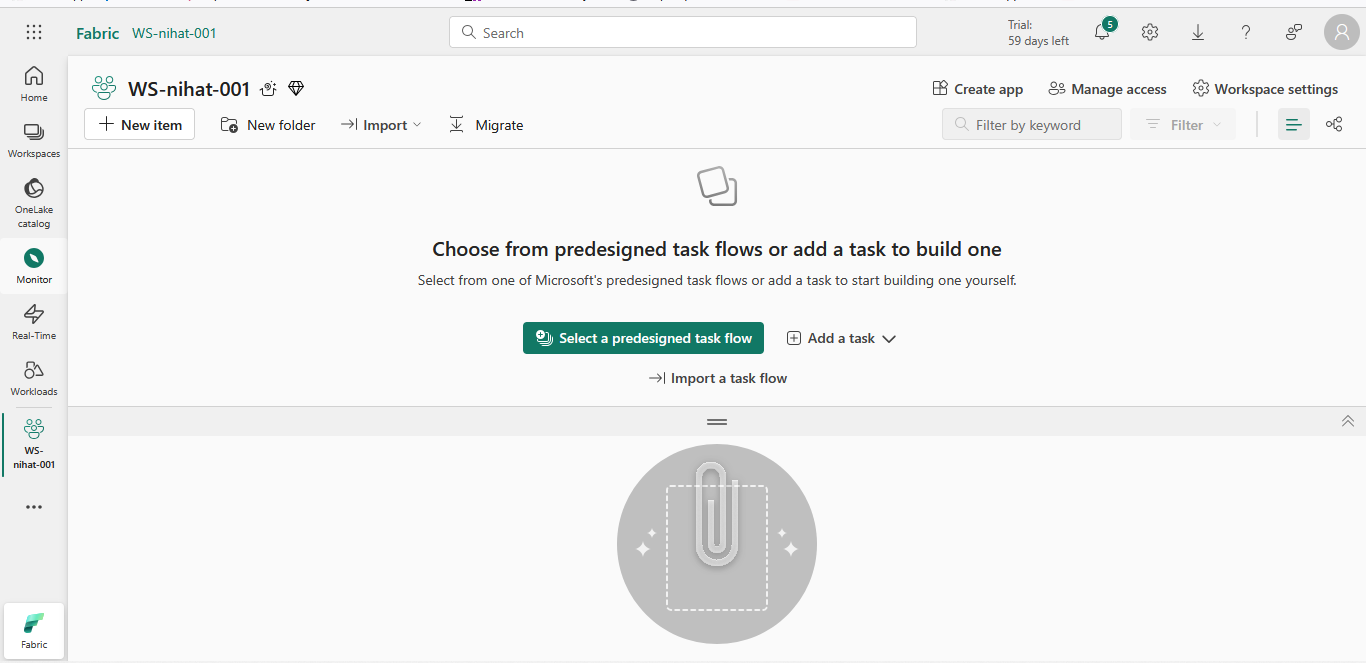 Fabric WS-nihat-001
Search
Trial:
59 days left
5
?
Home
Workspaces
OneLake
catalog
Monitor
Real-Time
Workloads
WS-
nihat-001
Fabric
WS-nihat-001
Create app
Manage access
Workspace settings
New item
New folder
Import
Migrate
Filter by keyword
Filter
Choose from predesigned task flows or add a task to build one
Select from one of Microsoft's predesigned task flows or add a task to start building one yourself.
Select a predesigned task flow
Add a task
Import a task flow